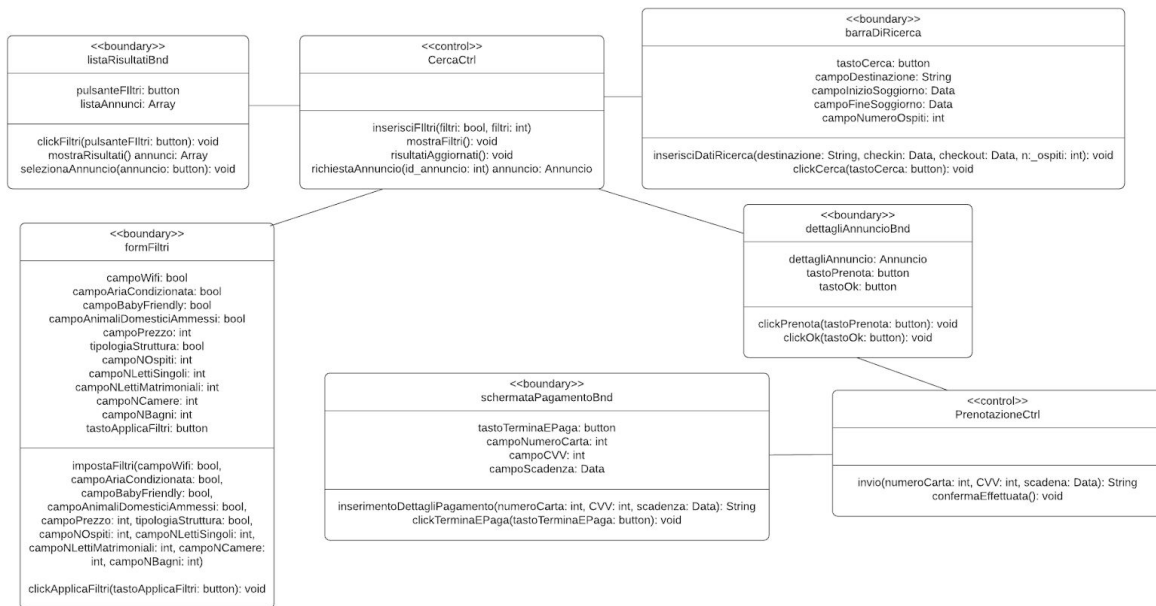 <<boundary>>
listaRisultatiBnd
pulsanteFIltri: button
listaAnnunci: Array
clickFiltri(pulsanteFIltri: button): void
mostraRisultati() annunci: Array
selezionaAnnuncio(annuncio: button): void
<<control>>
CercaCtrl
inserisciFIltri(filtri: bool, filtri: int)
mostraFiltri(): void
risultatiAggiornati(): void
richiestaAnnuncio(id_annuncio: int) annuncio: Annuncio
<<boundary>>
barraDiRicerca
tastoCerca: button
campoDestinazione: String
campoInizioSoggiorno: Data
campoFineSoggiorno: Data
campoNumeroOspiti: int
inserisciDatiRicerca(destinazione: String, checkin: Data, checkout: Data, n:_ospiti: int): void
clickCerca(tastoCerca: button): void
<<boundary>>
formFiltri
campoWifi: bool
campoAriaCondizionata: bool
campoBabyFriendly: bool
campoAnimaliDomesticiAmmessi: bool
campoPrezzo: int
tipologiaStruttura: bool
campoNOspiti: int
campoNLettiSingoli: int
campoNLettiMatrimoniali: int
campoNCamere: int
campoNBagni: int
tastoApplicaFiltri: button
impostaFiltri(campoWifi: bool,
campoAriaCondizionata: bool,
campoBabyFriendly: bool,
campoAnimaliDomesticiAmmessi: bool,
campoPrezzo: int, tipologiaStruttura: bool,
campoNOspiti: int, campoNLettiSingoli: int,
campoNLettiMatrimoniali: int, campoNCamere:
int, campoNBagni: int)
clickApplicaFiltri(tastoApplicaFiltri: button): void
<<boundary>>
dettagliAnnuncioBnd
dettagliAnnuncio: Annuncio
tastoPrenota: button
tastoOk: button
clickPrenota(tastoPrenota: button): void
clickOk(tastoOk: button): void
<<boundary>>
schermataPagamentoBnd
tastoTerminaEPaga: button
campoNumeroCarta: int
campoCVV: int
campoScadenza: Data
inserimentoDettagliPagamento(numeroCarta: int, CVV: int, scadenza: Data): String
clickTerminaEPaga(tastoTerminaEPaga: button): void
<<control>>
PrenotazioneCtrl
invio(numeroCarta: int, CVV: int, scadena: Data): String
confermaEffettuata(): void